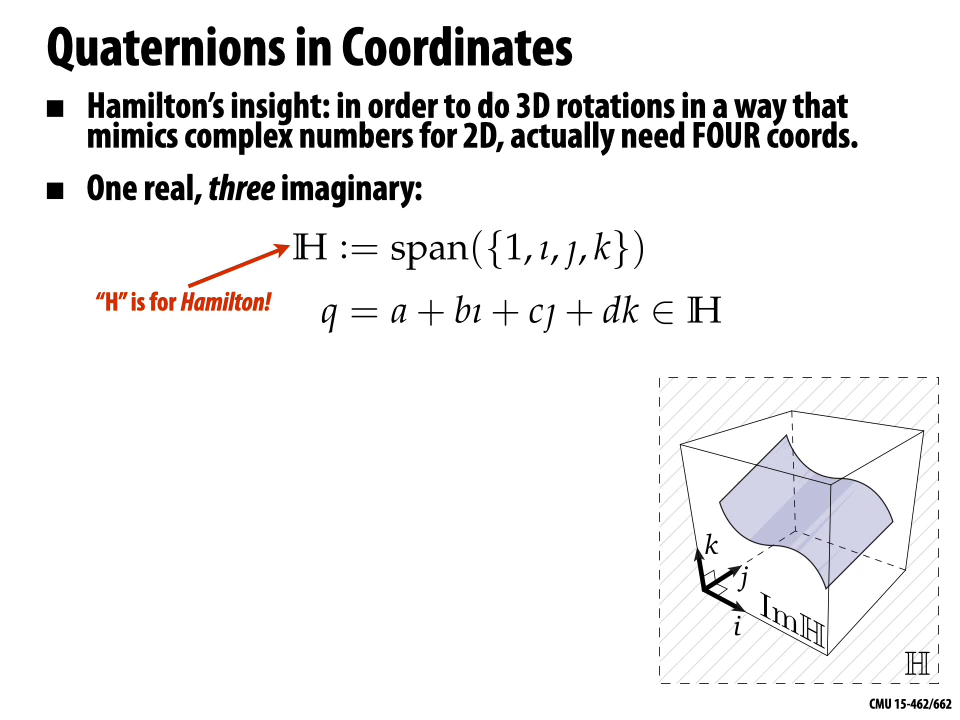 Quaternions in Coordinates
■ Hamilton’s insight: in order to do 3D rotations in a way that
mimics complex numbers for 2D, actually need FOUR coords.
■ One real, three imaginary:
ℍ := span({1, ı, ȷ, k})
“H” is for Hamilton!
q = a + bı + cȷ + dk ∈ ℍ
k
j
i
Imℍ
ℍ
CMU 15-462/662